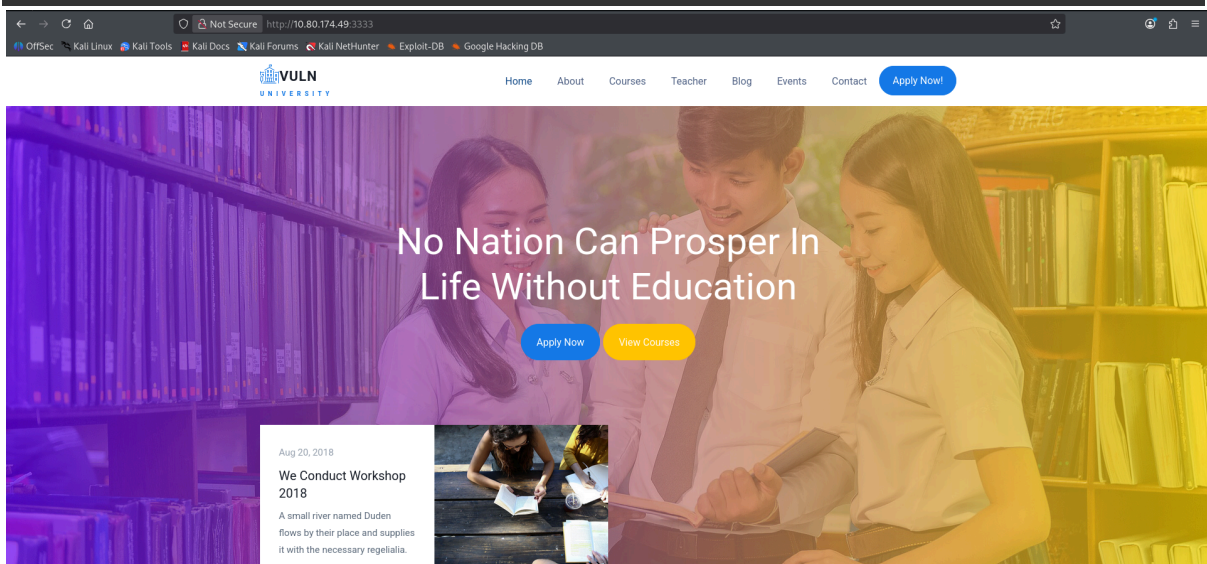 Not Secure http://10.80.174.49:3333
OffSec Kali Linux Kali Tools Kali Docs Kali Forums Kali NetHunter Exploit-DB Google Hacking DB
VULN
UNIVERSITY
Home About Courses Teacher Blog Events Contact Apply Now!
No Nation Can Prosper In
Life Without Education
Apply Now View Courses
Aug 20, 2018
We Conduct Workshop
2018
A small river named Duden
flows by their place and supplies
it with the necessary regelialia.